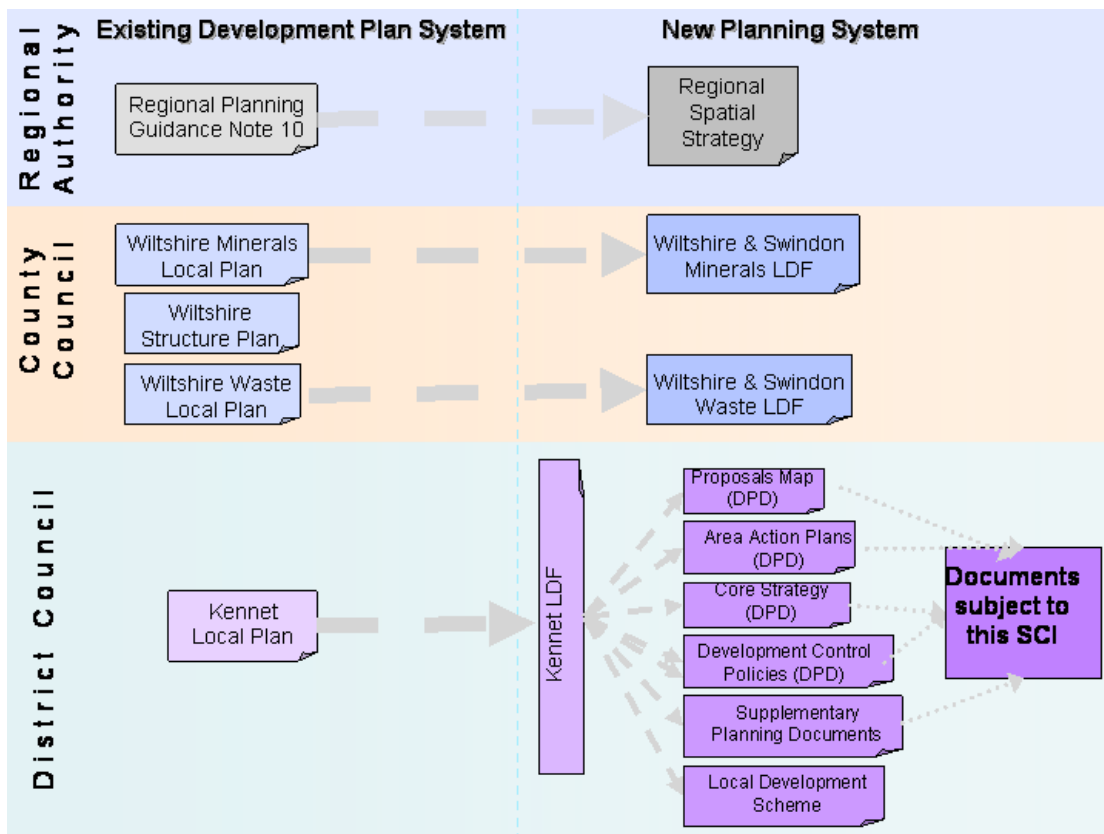 Existing Development Plan System
New Planning System
Regional
Authority
Regional Planning
Guidance Note 10
Regional
Spatial
Strategy
County
Council
Wiltshire Minerals
Local Plan
Wiltshire & Swindon
Minerals LDF
Wiltshire
Structure Plan
Wiltshire Waste
Local Plan
Wiltshire & Swindon
Waste LDF
District Council
Kennet
Local Plan
Kennet LDF
Proposals Map
(DPD)
Area Action Plans
(DPD)
Core Strategy
(DPD)
Development Control
Policies (DPD)
Supplementary
Planning Documents
Local Development
Scheme
Documents
subject to
this SCI